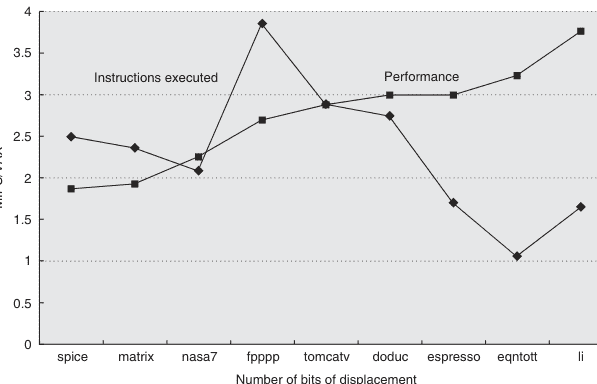 4
3.5
Instructions executed
Performance
3
2.5
2
1.5
1
0.5
0
spice matrix nasa7 fpppp tomcatv doduc espresso eqntott li
Number of bits of displacement